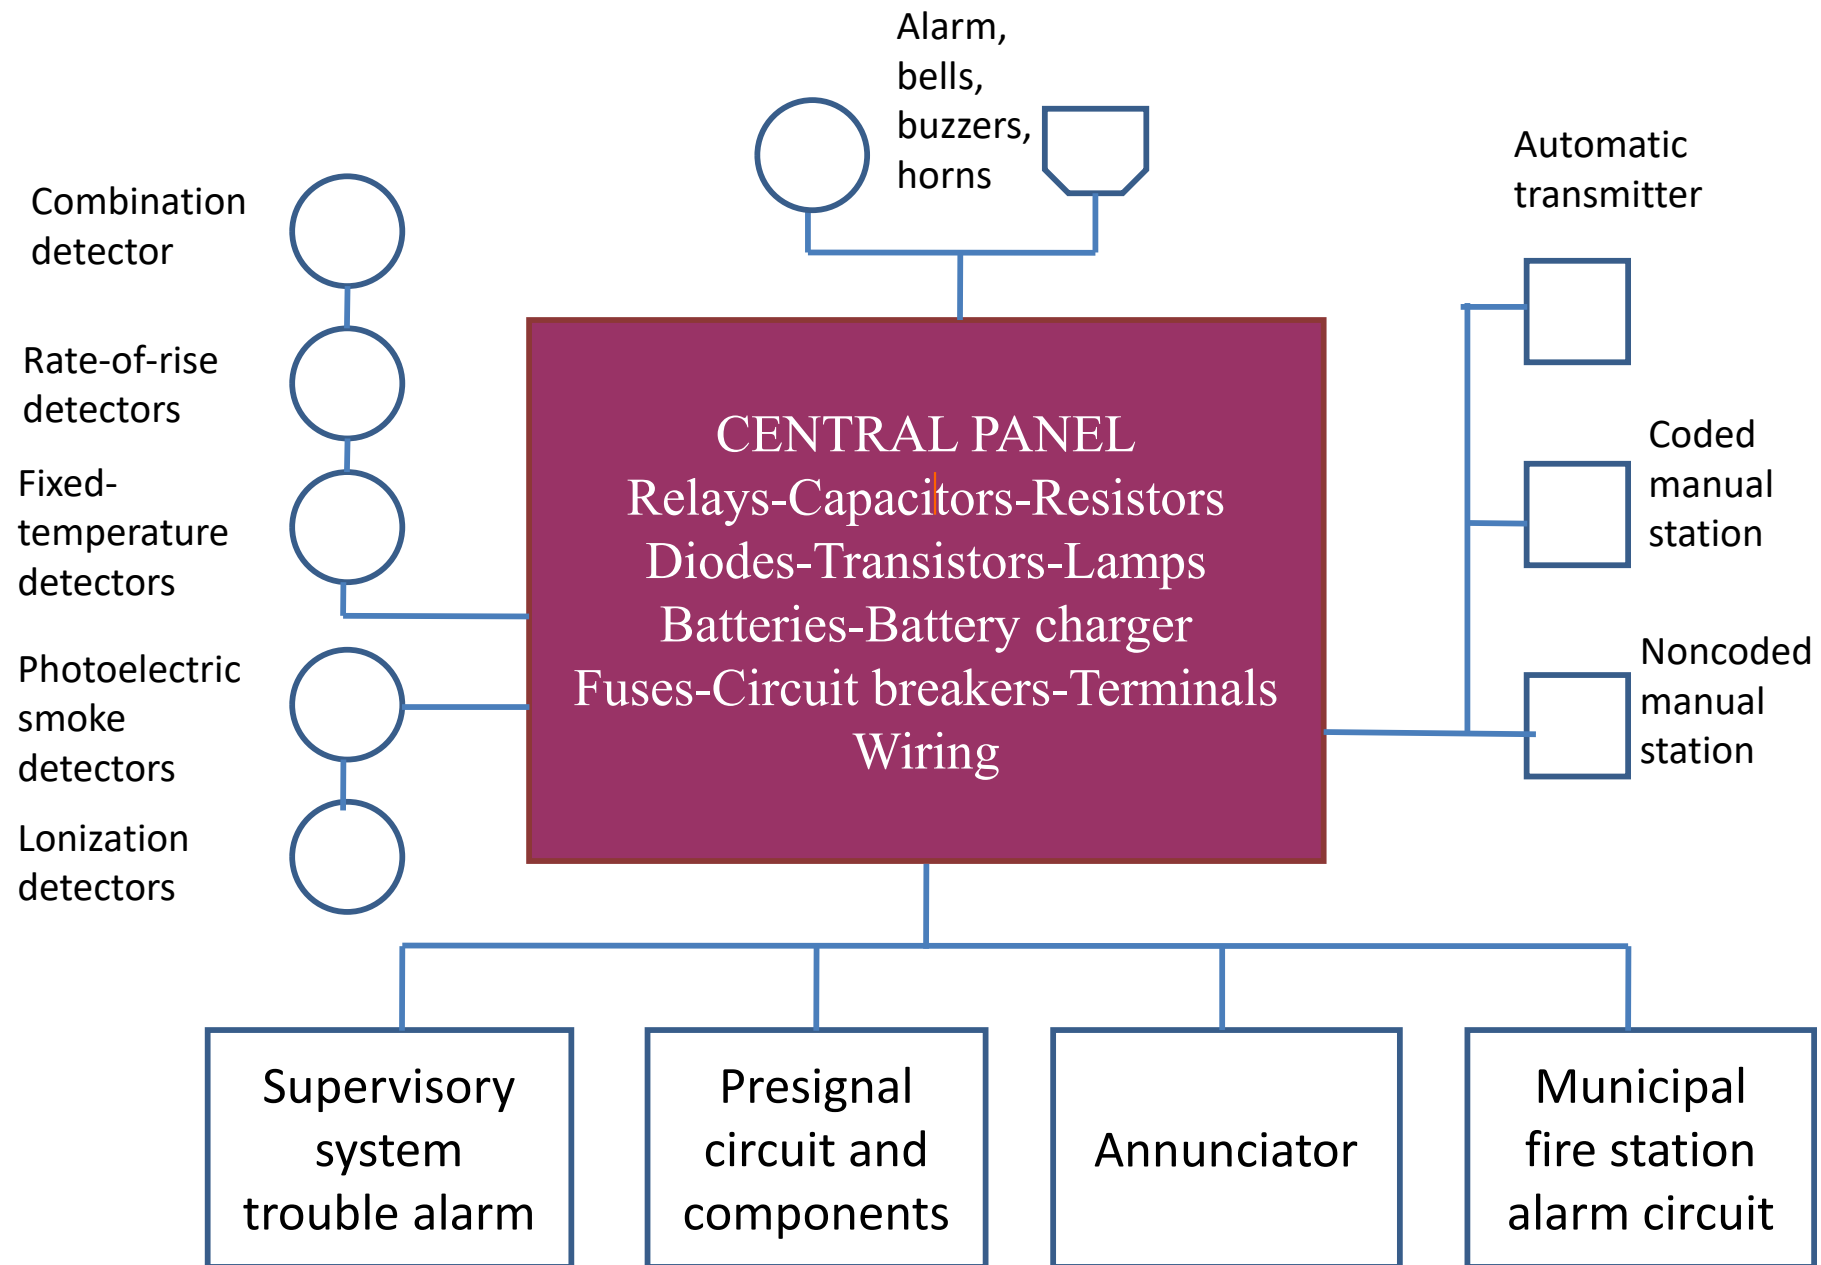 Alarm,
bells,
buzzers,
horns
Automatic
transmitter
Combination
detector
Rate-of-rise
detectors
Fixed-
temperature
detectors
Photoelectric
smoke
detectors
Lonization
detectors
CENTRAL PANEL
Relays-Capacitors-Resistors
Diodes-Transistors-Lamps
Batteries-Battery charger
Fuses-Circuit breakers-Terminals
Wiring
Coded
manual
station
Noncoded
manual
station
Supervisory
system
trouble alarm
Presignal
circuit and
components
Annunciator
Municipal
fire station
alarm circuit